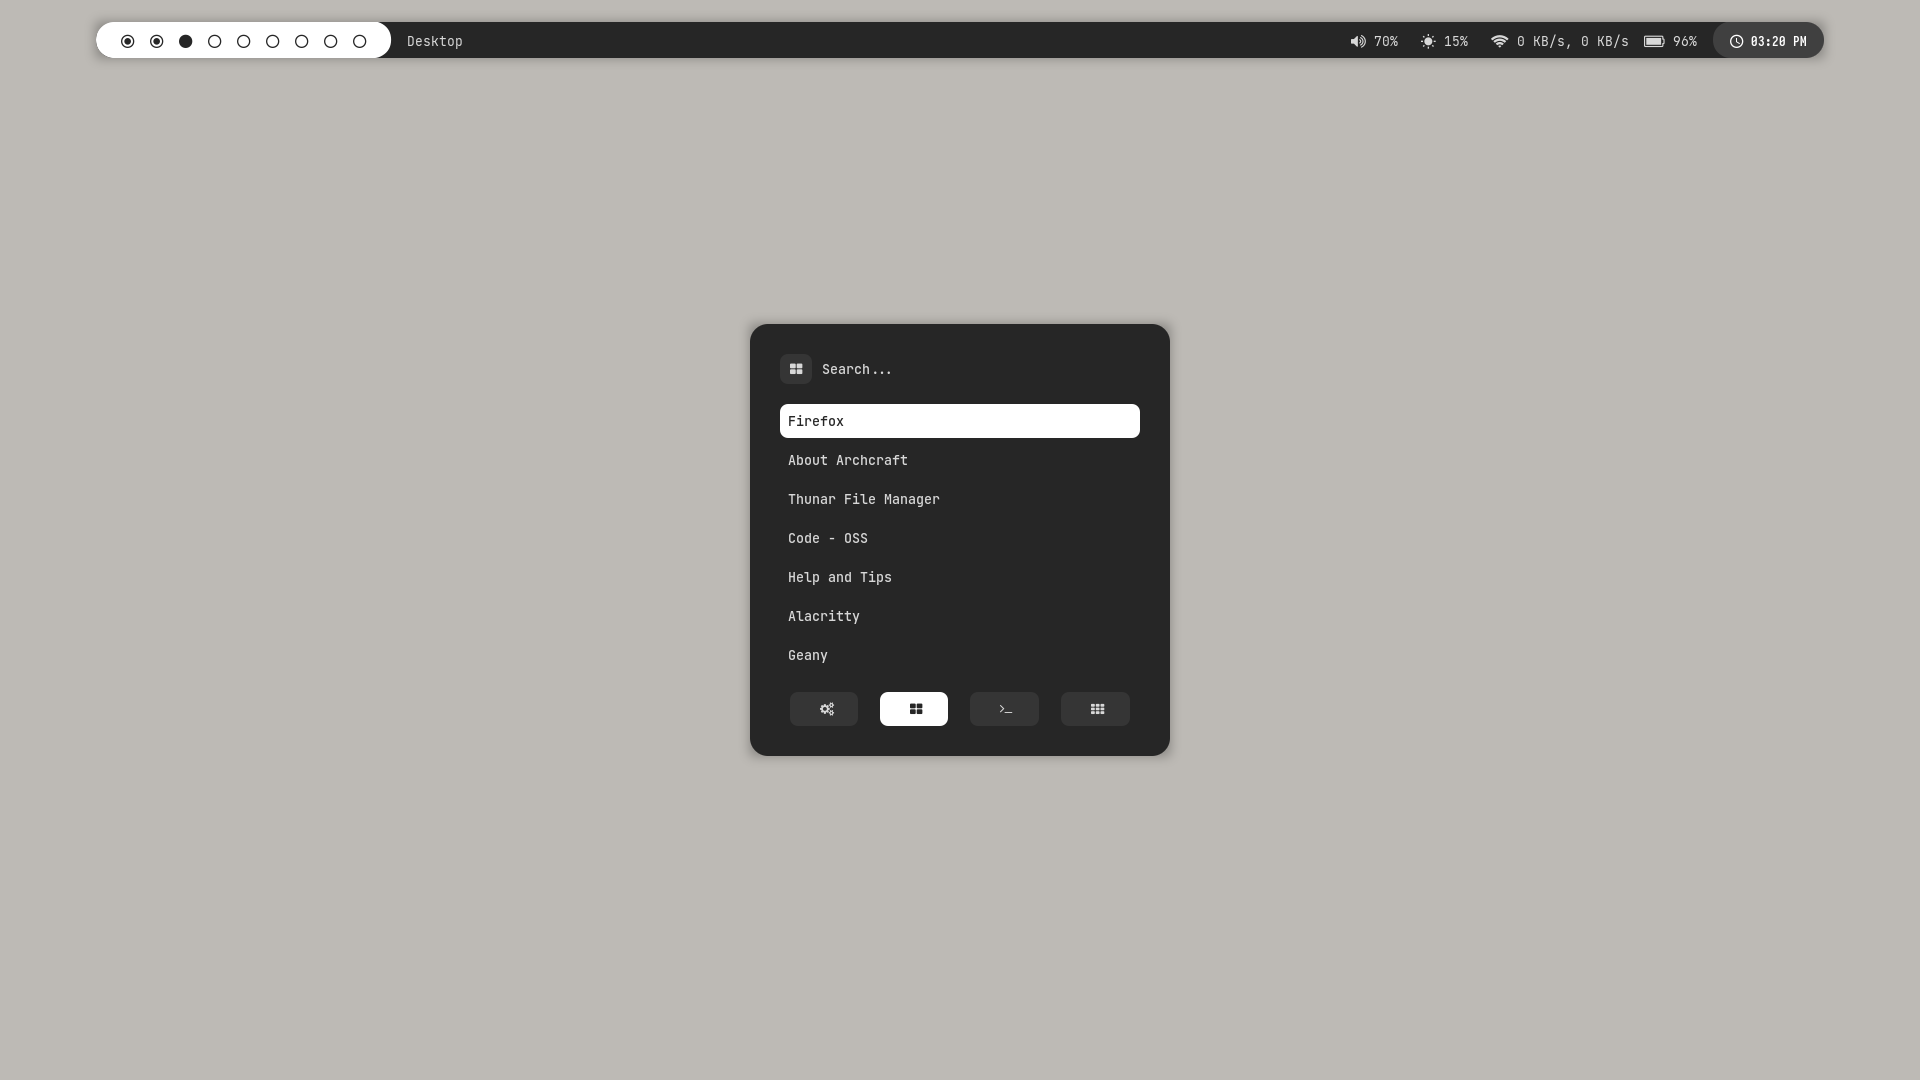 Desktop 70% 15% 0 KB/s, 0 KB/s 96% 03:20 PM
Search...
Firefox
About Archcraft
Thunar File Manager
Code - OSS
Help and Tips
Alacritty
Geany